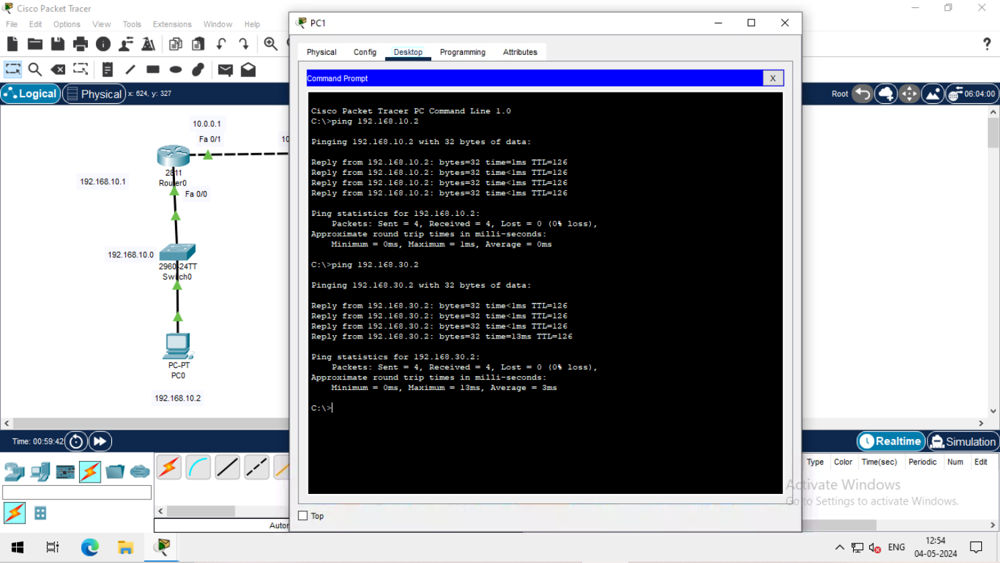 Cisco Packet Tracer
File Edit Options View Tools Extensions Window Help
Logical Physical x: 624, y: 327
Root 06:04:00
10.0.0.1
Fa 0/1
10
2811
Router0
192.168.10.1
Fa 0/0
192.168.10.0
2960-24TT
Switch0
PC-PT
PC0
192.168.10.2
PC1
Physical Config Desktop Programming Attributes
Command Prompt
X
Cisco Packet Tracer PC Command Line 1.0
C:\>ping 192.168.10.2
Pinging 192.168.10.2 with 32 bytes of data:
Reply from 192.168.10.2: bytes=32 time=1ms TTL=126
Reply from 192.168.10.2: bytes=32 time<1ms TTL=126
Reply from 192.168.10.2: bytes=32 time<1ms TTL=126
Reply from 192.168.10.2: bytes=32 time<1ms TTL=126
Ping statistics for 192.168.10.2:
Packets: Sent = 4, Received = 4, Lost = 0 (0% loss),
Approximate round trip times in milli-seconds:
Minimum = 0ms, Maximum = 1ms, Average = 0ms
C:\>ping 192.168.30.2
Pinging 192.168.30.2 with 32 bytes of data:
Reply from 192.168.30.2: bytes=32 time<1ms TTL=126
Reply from 192.168.30.2: bytes=32 time<1ms TTL=126
Reply from 192.168.30.2: bytes=32 time<1ms TTL=126
Reply from 192.168.30.2: bytes=32 time=13ms TTL=126
Ping statistics for 192.168.30.2:
Packets: Sent = 4, Received = 4, Lost = 0 (0% loss),
Approximate round trip times in milli-seconds:
Minimum = 0ms, Maximum = 13ms, Average = 3ms
C:\>
Top
Time: 00:59:42
Realtime Simulation
Type Color Time(sec) Periodic Num Edit
Activate Windows
Go to Settings to activate Windows.
Autor
ENG
12:54
04-05-2024